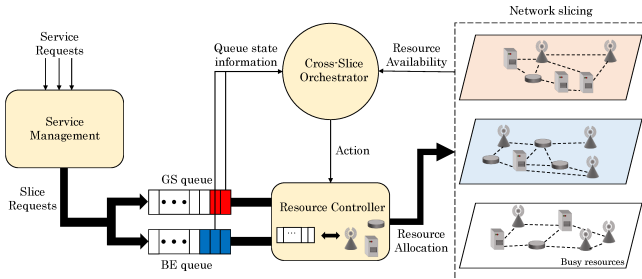 Service
Requests
Queue state
information
Cross-Slice
Orchestrator
Resource
Availability
Network slicing
Service
Management
Action
Slice
Requests
GS queue
BE queue
Resource Controller
Resource
Allocation
Busy resources